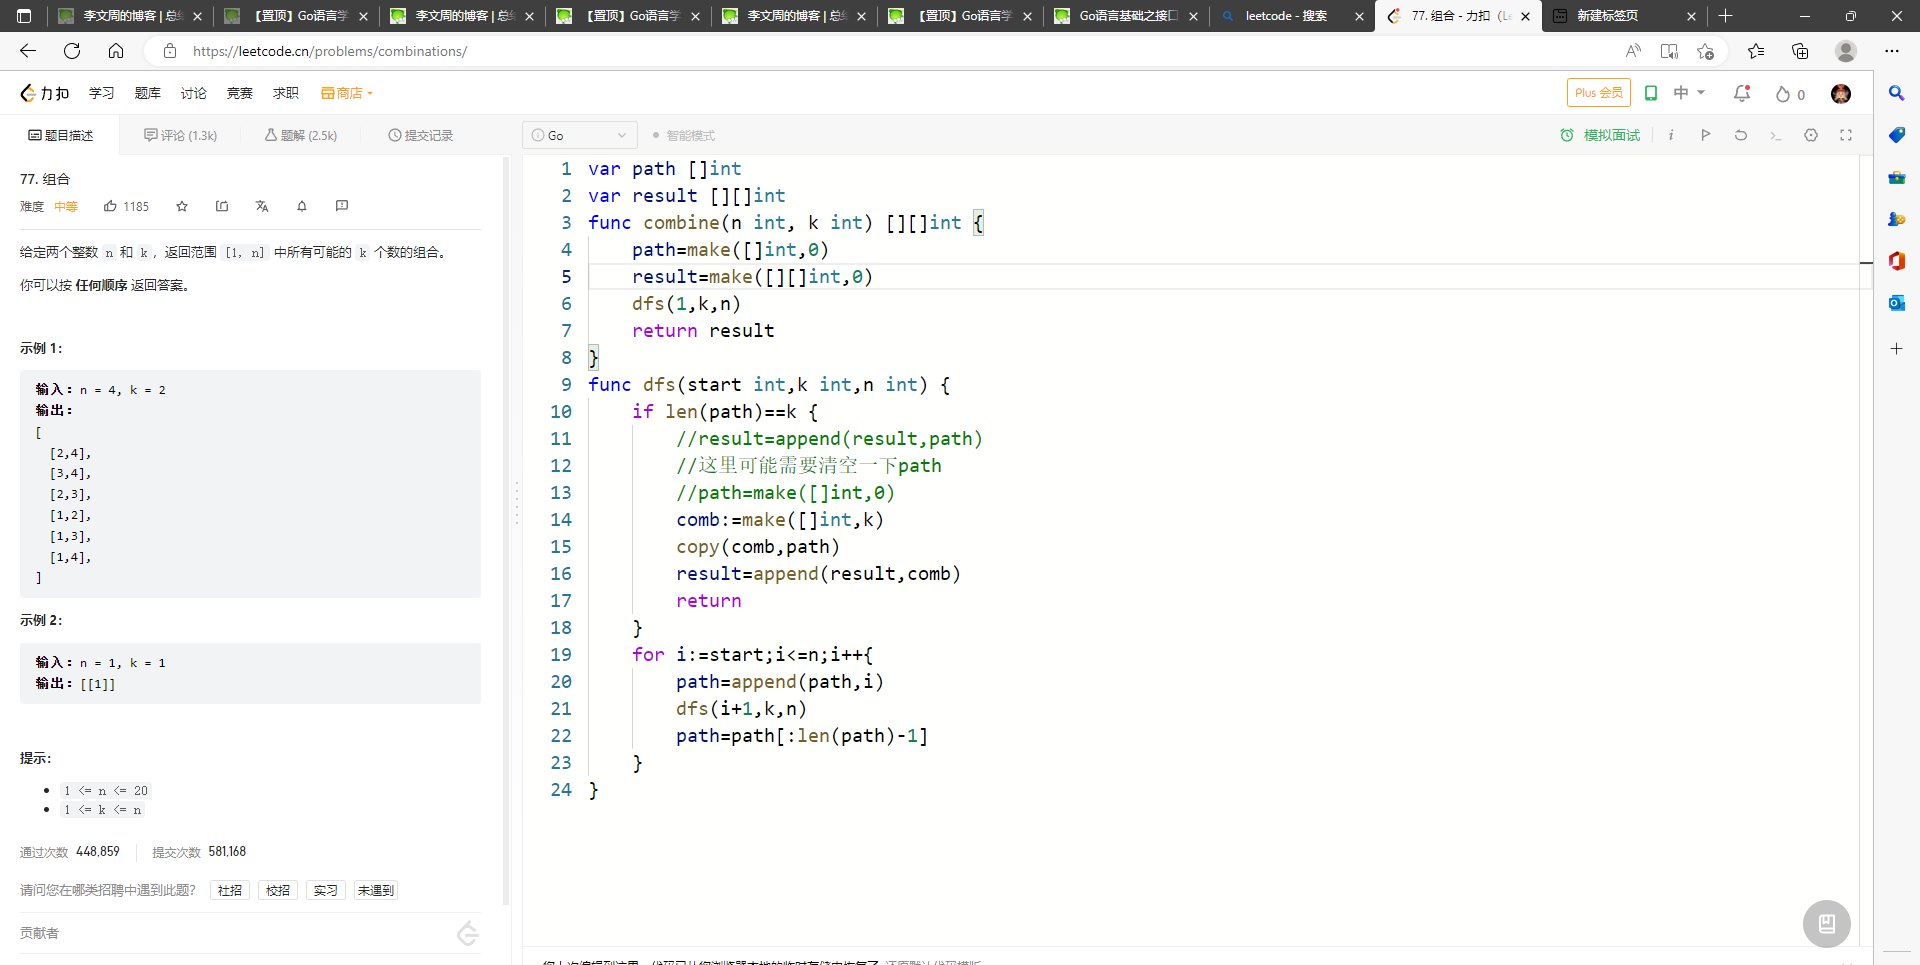 李文周的博客 | 总结
【置顶】Go语言学
李文周的博客 | 总结
【置顶】Go语言学
李文周的博客 | 总结
【置顶】Go语言学
Go语言基础之接口
leetcode - 搜索
77. 组合 - 力扣（Le
新建标签页
https://leetcode.cn/problems/combinations/
力扣 学习 题库 讨论 竞赛 求职 商店
Plus 会员 中 0
题目描述 评论 (1.3k) 题解 (2.5k) 提交记录
Go 智能模式 模拟面试
77. 组合
难度 中等 1185
给定两个整数 n 和 k，返回范围 [1, n] 中所有可能的 k 个数的组合。
你可以按 任何顺序 返回答案。
示例 1：
输入：n = 4, k = 2
输出：
[
[2,4],
[3,4],
[2,3],
[1,2],
[1,3],
[1,4],
]
示例 2：
输入：n = 1, k = 1
输出：[[1]]
提示：
1 <= n <= 20
1 <= k <= n
通过次数 448,859 提交次数 581,168
请问您在哪类招聘中遇到此题？ 社招 校招 实习 未遇到
贡献者
1 var path []int
2 var result [][]int
3 func combine(n int, k int) [][]int {
4 path=make([]int,0)
5 result=make([][]int,0)
6 dfs(1,k,n)
7 return result
8 }
9 func dfs(start int,k int,n int) {
10 if len(path)==k {
11 //result=append(result,path)
12 //这里可能需要清空一下path
13 //path=make([]int,0)
14 comb:=make([]int,k)
15 copy(comb,path)
16 result=append(result,comb)
17 return
18 }
19 for i:=start;i<=n;i++{
20 path=append(path,i)
21 dfs(i+1,k,n)
22 path=path[:len(path)-1]
23 }
24 }